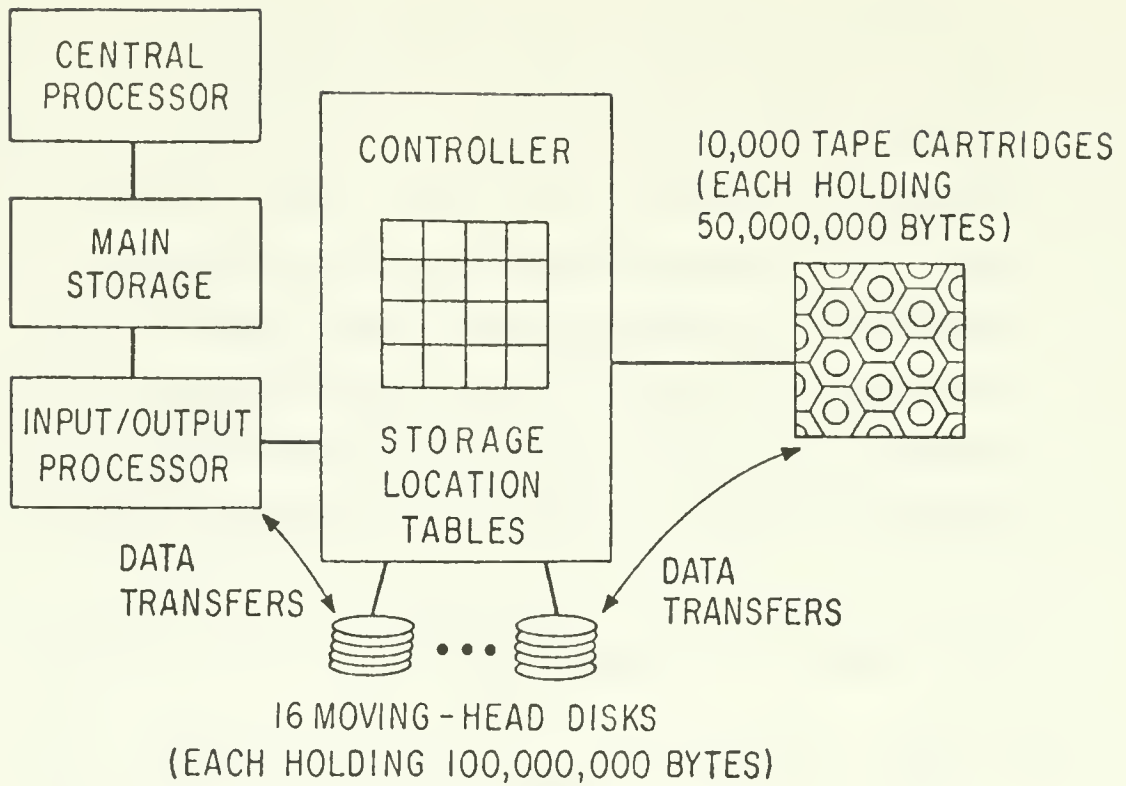 CENTRAL
PROCESSOR
MAIN
STORAGE
INPUT/OUTPUT
PROCESSOR
CONTROLLER
STORAGE
LOCATION
TABLES
10,000 TAPE CARTRIDGES
(EACH HOLDING
50,000,000 BYTES)
DATA
TRANSFERS
DATA
TRANSFERS
16 MOVING-HEAD DISKS
(EACH HOLDING 100,000,000 BYTES)